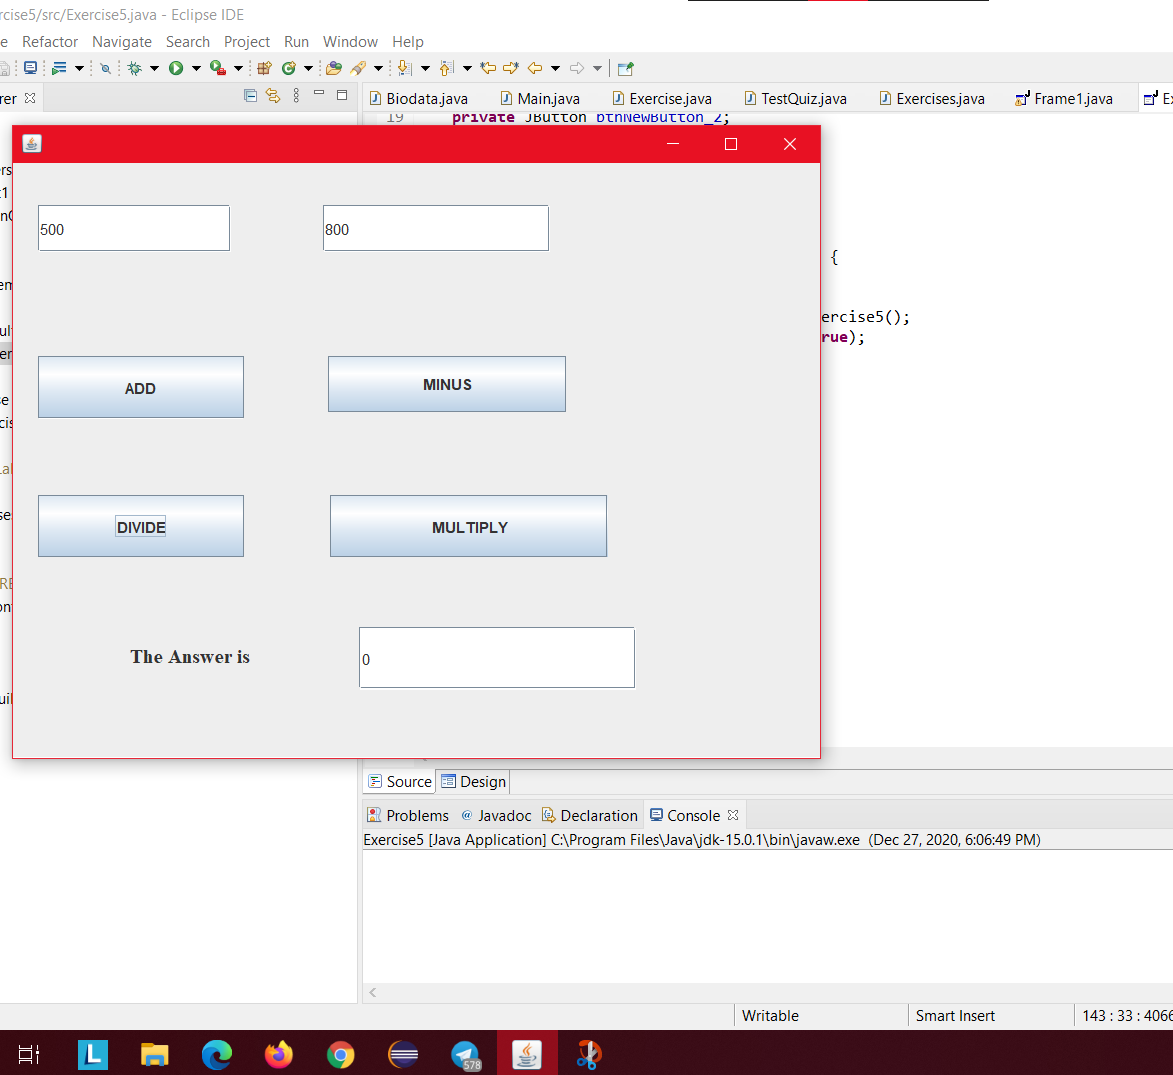 rcise5/src/Exercise5.java - Eclipse IDE
e Refactor Navigate Search Project Run Window Help
rer
Biodata.java Main.java Exercise.java TestQuiz.java Exercises.java Frame1.java Ex
19 private JButton btnNewButton_2;
500 800
{
ercise5();
rue);
ADD MINUS
DIVIDE MULTIPLY
The Answer is 0
Source Design
Problems Javadoc Declaration Console
Exercise5 [Java Application] C:\Program Files\Java\jdk-15.0.1\bin\javaw.exe (Dec 27, 2020, 6:06:49 PM)
Writable Smart Insert 143 : 33 : 4066
L 578